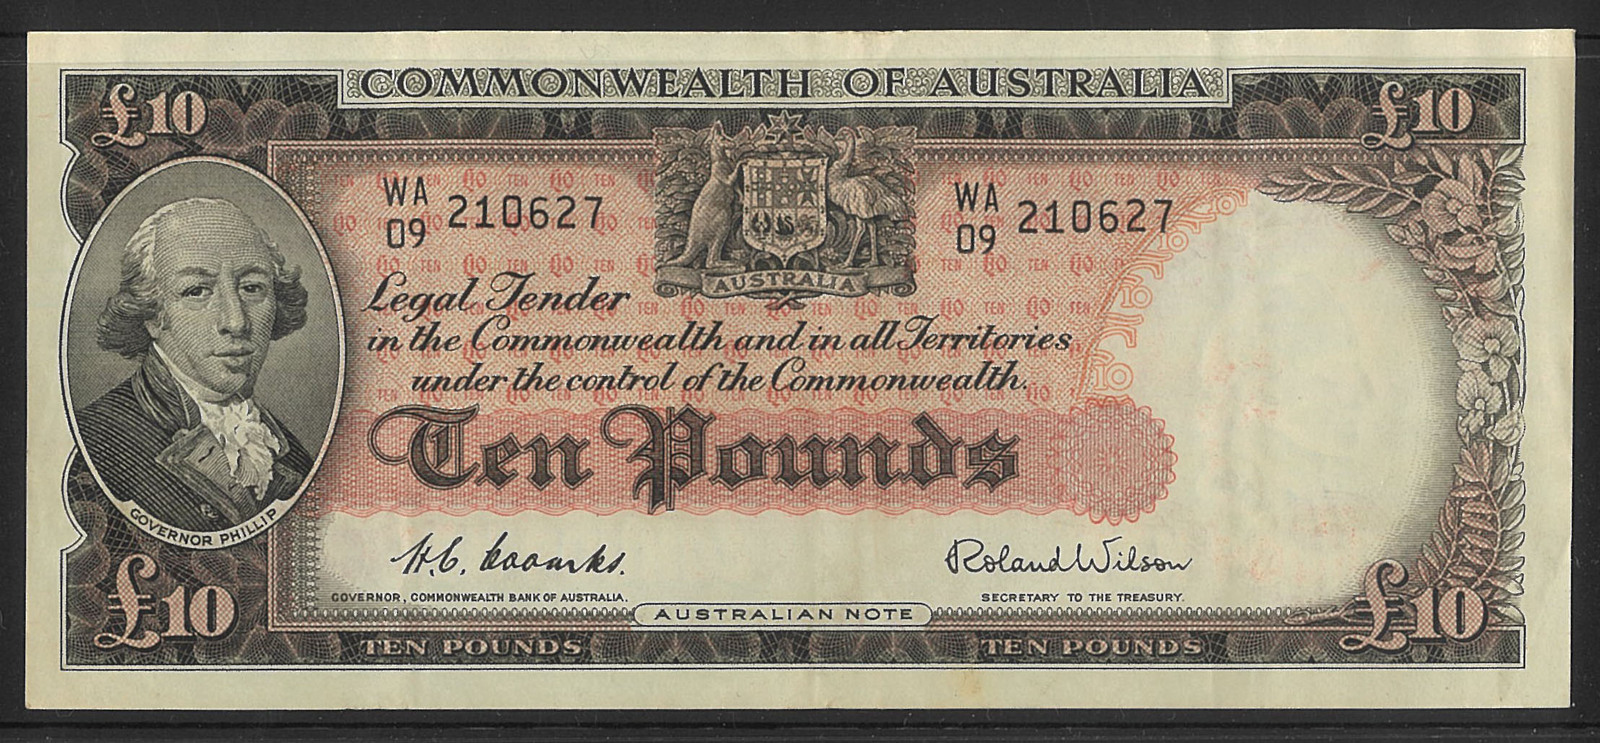 COMMONWEALTH OF AUSTRALIA
£10 £10
WA 09 210627 WA 09 210627
AUSTRALIA
Legal Tender
in the Commonwealth and in all Territories
under the control of the Commonwealth.
Ten Pounds
GOVERNOR PHILLIP
H.C. Coombs. Roland Wilson
GOVERNOR, COMMONWEALTH BANK OF AUSTRALIA. SECRETARY TO THE TREASURY.
£10 AUSTRALIAN NOTE £10
TEN POUNDS TEN POUNDS